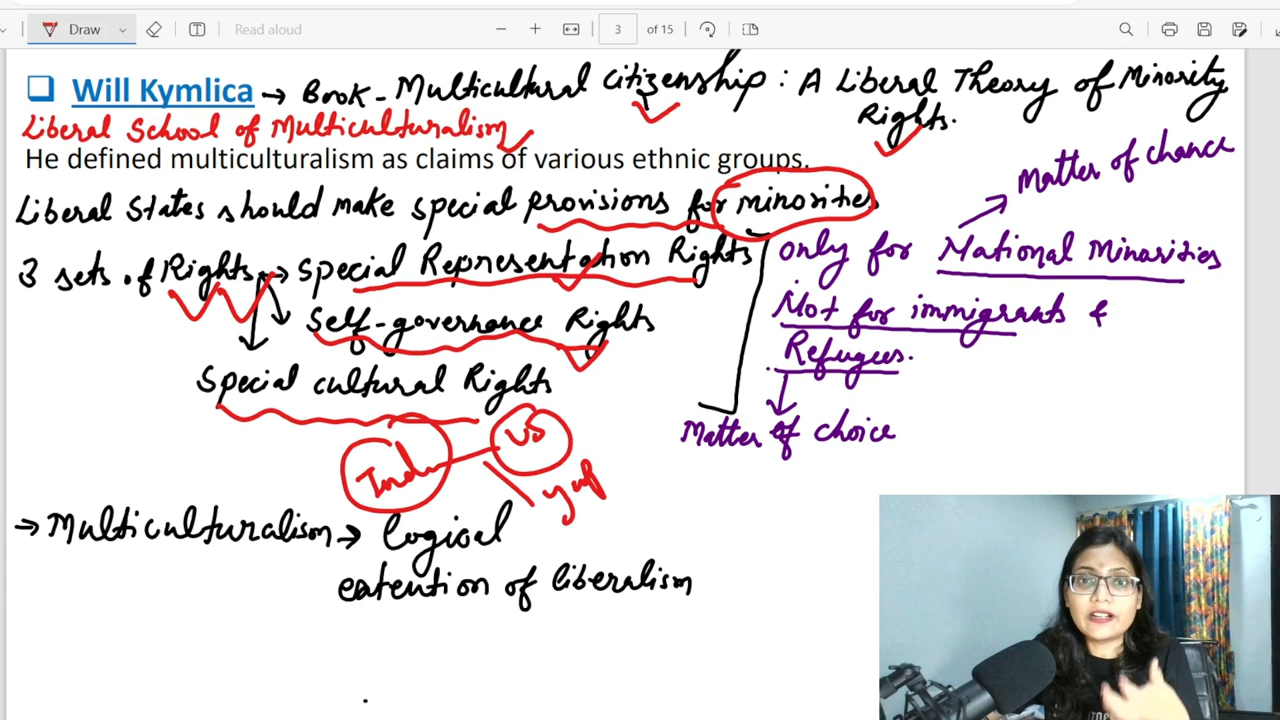 Draw
Read aloud
3 of 15
Will Kymlica → Book - Multicultural Citizenship : A Liberal Theory of Minority
Rights.
Liberal School of Multiculturalism
He defined multiculturalism as claims of various ethnic groups.
Matter of chance
Liberal States should make special provisions for minorities
only for National Minorities
3 sets of Rights → Special Representation Rights
Not for immigrants &
Self-governance Rights
Refugees.
Special cultural Rights
Matter of choice
India
US
→ Multiculturalism → logical
extention of liberalism